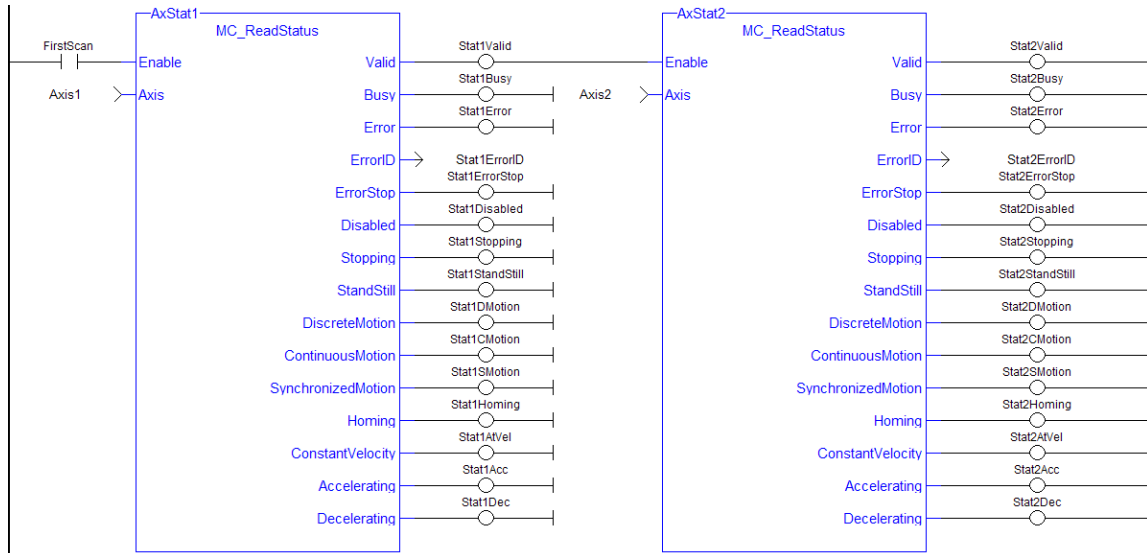 AxStat1
MC_ReadStatus
FirstScan
Enable
Valid
Stat1Valid
Axis1
Axis
Busy
Stat1Busy
Error
Stat1Error
ErrorID
Stat1ErrorID
ErrorStop
Stat1ErrorStop
Disabled
Stat1Disabled
Stopping
Stat1Stopping
StandStill
Stat1StandStill
DiscreteMotion
Stat1DMotion
ContinuousMotion
Stat1CMotion
SynchronizedMotion
Stat1SMotion
Homing
Stat1Homing
ConstantVelocity
Stat1AtVel
Accelerating
Stat1Acc
Decelerating
Stat1Dec
AxStat2
MC_ReadStatus
Enable
Valid
Stat2Valid
Axis2
Axis
Busy
Stat2Busy
Error
Stat2Error
ErrorID
Stat2ErrorID
ErrorStop
Stat2ErrorStop
Disabled
Stat2Disabled
Stopping
Stat2Stopping
StandStill
Stat2StandStill
DiscreteMotion
Stat2DMotion
ContinuousMotion
Stat2CMotion
SynchronizedMotion
Stat2SMotion
Homing
Stat2Homing
ConstantVelocity
Stat2AtVel
Accelerating
Stat2Acc
Decelerating
Stat2Dec